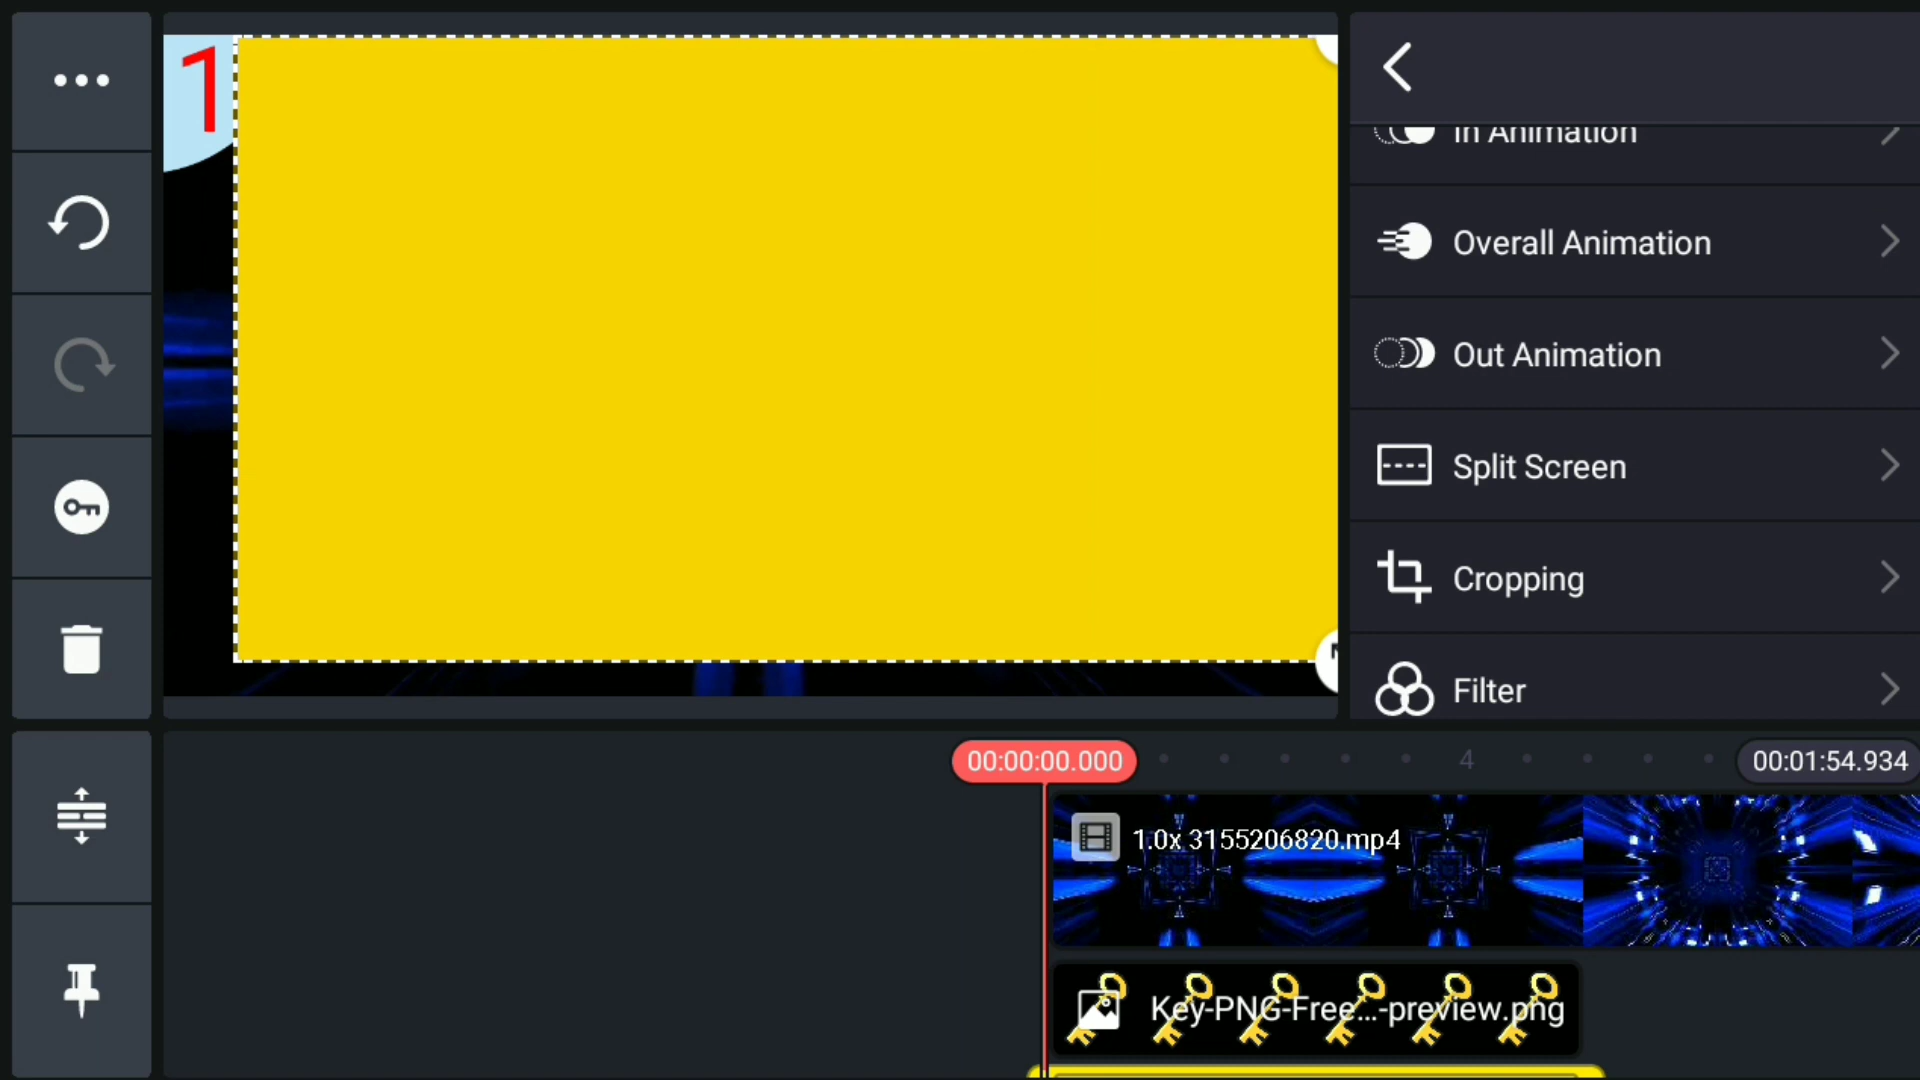 1
In Animation
Overall Animation
Out Animation
Split Screen
Cropping
Filter
00:00:00.000
4
00:01:54.934
1.0x 3155206820.mp4
Key-PNG-Free...-preview.png